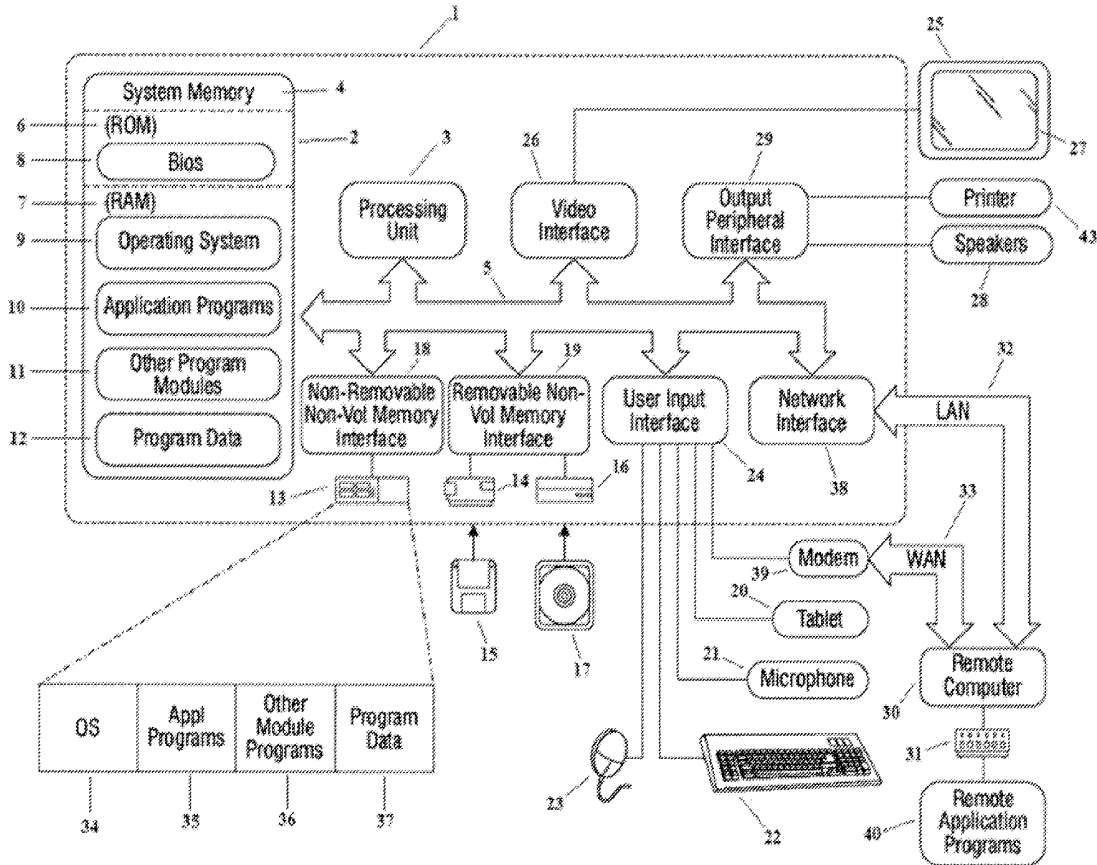 1
25
System Memory
4
6
(ROM)
2
8
Bios
3
26
29
27
7
(RAM)
Processing
Unit
Video
Interface
Output
Peripheral
Interface
Printer
43
9
Operating System
Speakers
28
5
10
Application Programs
11
Other Program
Modules
18
19
32
12
Program Data
Non-Removable
Non-Vol Memory
Interface
Removable Non-
Vol Memory
Interface
User Input
Interface
Network
Interface
LAN
24
38
13
14
16
33
Modem
39
WAN
20
Tablet
15
17
21
Microphone
Remote
Computer
30
OS
Appl
Programs
Other
Module
Programs
Program
Data
31
23
22
34
35
36
37
40
Remote
Application
Programs